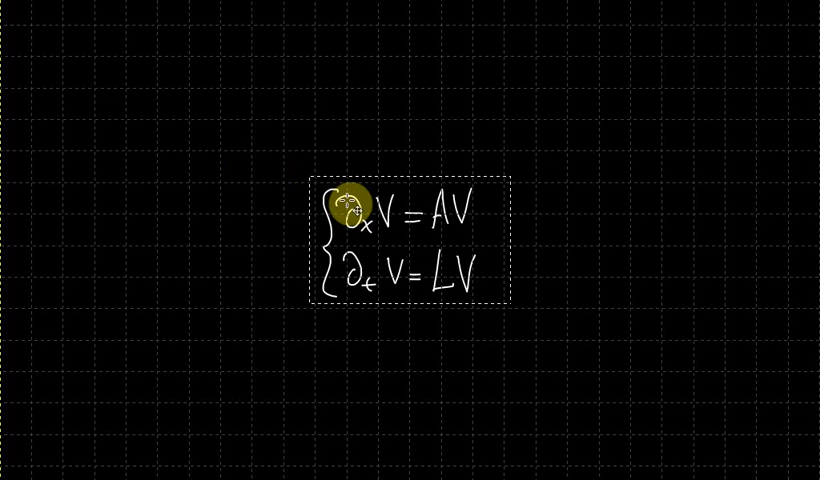 ∂ₓV = AV
∂ₜV = LV